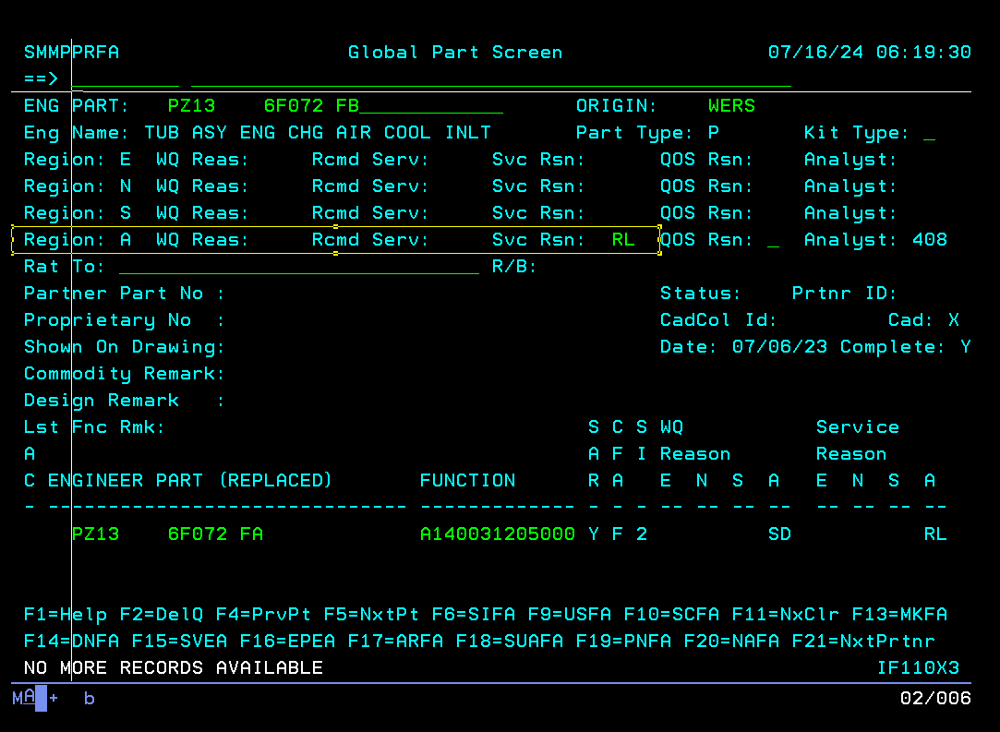 SMMPPRFA Global Part Screen 07/16/24 06:19:30
==> _________ __________________________________________________
ENG PART: PZ13 6F072 FB____________ ORIGIN: WERS
Eng Name: TUB ASY ENG CHG AIR COOL INLT Part Type: P Kit Type: _
Region: E WQ Reas: Rcmd Serv: Svc Rsn: QOS Rsn: Analyst:
Region: N WQ Reas: Rcmd Serv: Svc Rsn: QOS Rsn: Analyst:
Region: S WQ Reas: Rcmd Serv: Svc Rsn: QOS Rsn: Analyst:
Region: A WQ Reas: Rcmd Serv: Svc Rsn: RL QOS Rsn: _ Analyst: 408
Rat To: ______________________________ R/B:
Partner Part No : Status: Prtnr ID:
Proprietary No : CadCol Id: Cad: X
Shown On Drawing: Date: 07/06/23 Complete: Y
Commodity Remark:
Design Remark :
Lst Fnc Rmk: S C S WQ Service
A A F I Reason Reason
C ENGINEER PART (REPLACED) FUNCTION R A E N S A E N S A
- ------------------------------ ------------- - - - -- -- -- -- -- -- -- --
PZ13 6F072 FA A140031205000 Y F 2 SD RL
F1=Help F2=DelQ F4=PrvPt F5=NxtPt F6=SIFA F9=USFA F10=SCFA F11=NxClr F13=MKFA
F14=DNFA F15=SVEA F16=EPEA F17=ARFA F18=SUAFA F19=PNFA F20=NAFA F21=NxtPrtnr
NO MORE RECORDS AVAILABLE IF110X3
MA + b 02/006